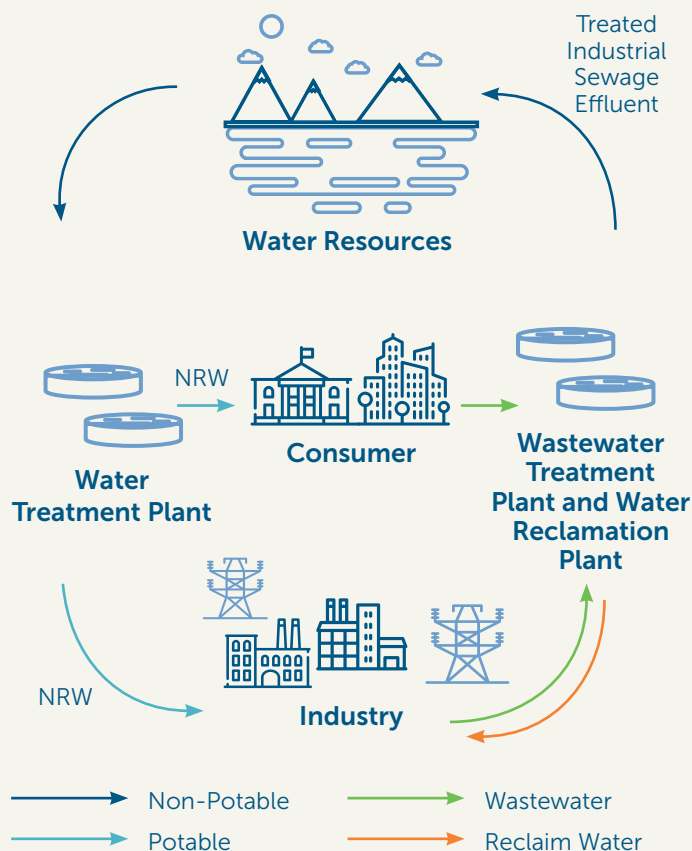 Treated
Industrial
Sewage
Effluent
Water Resources
NRW
Consumer
Water
Treatment Plant
Wastewater
Treatment
Plant and Water
Reclamation
Plant
NRW
Industry
Non-Potable
Wastewater
Potable
Reclaim Water